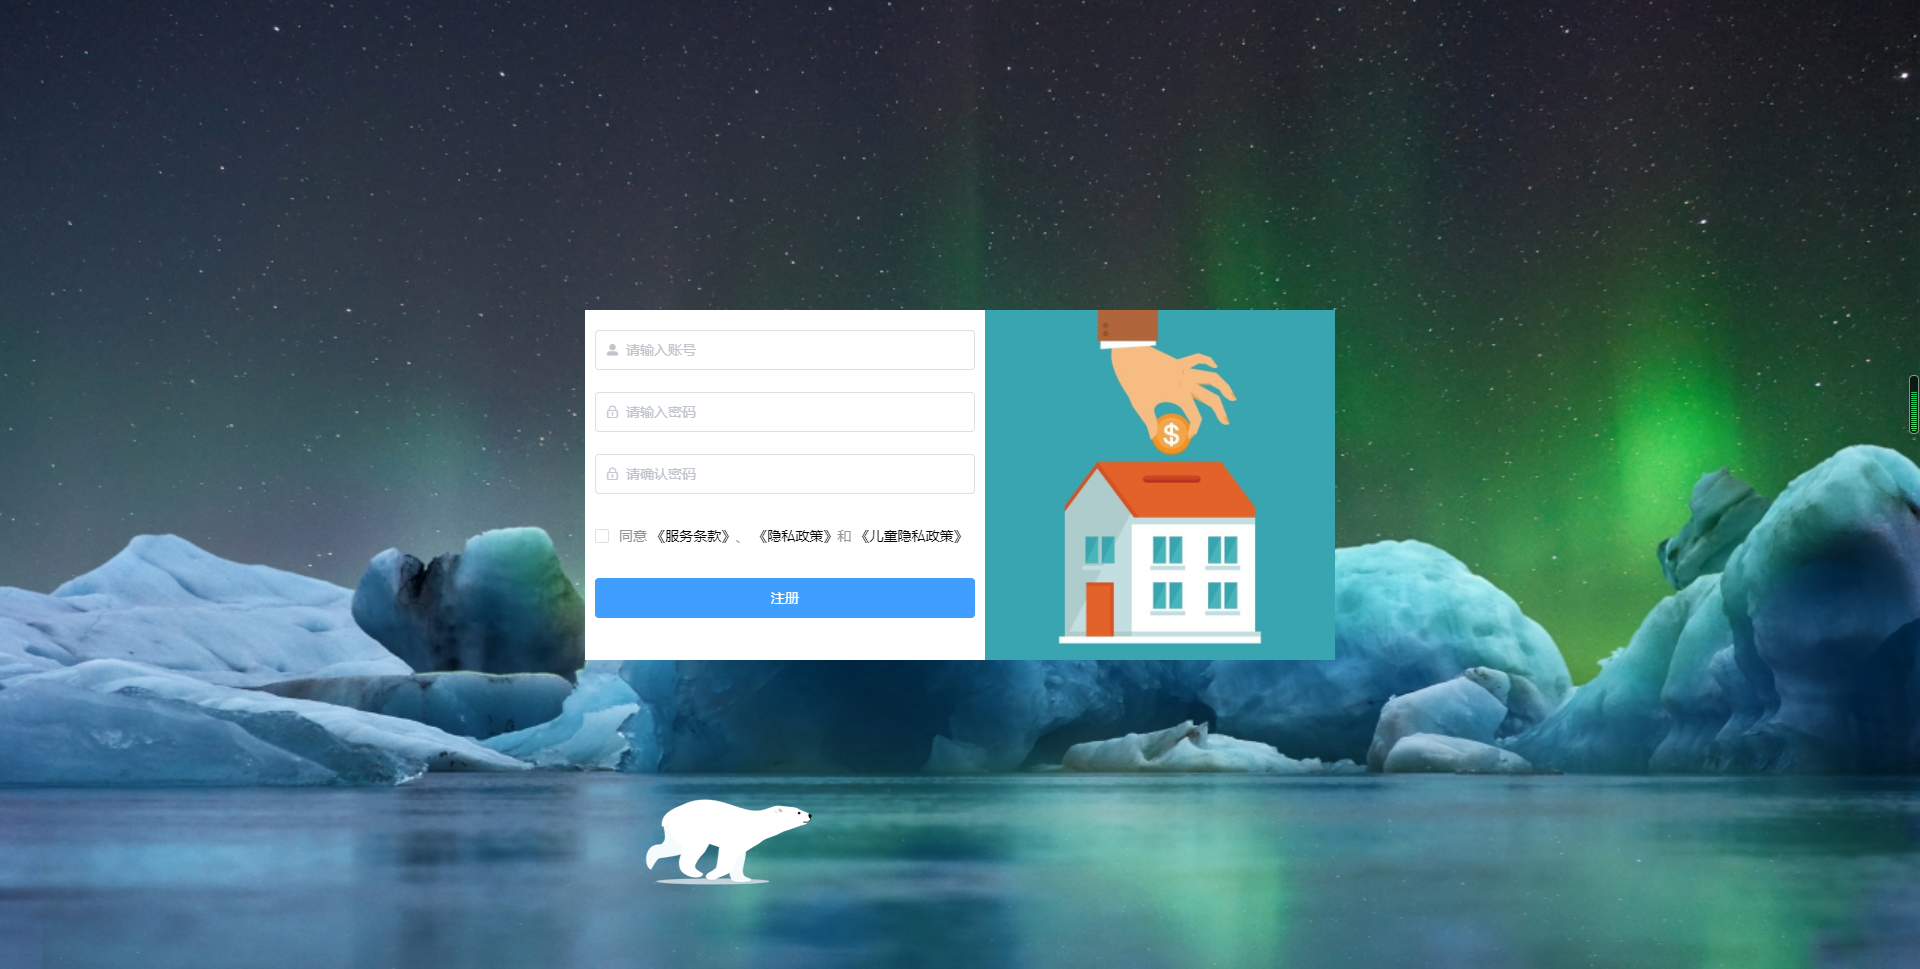 请输入账号
请输入密码
请确认密码
同意 《服务条款》、 《隐私政策》和 《儿童隐私政策》
注册
$